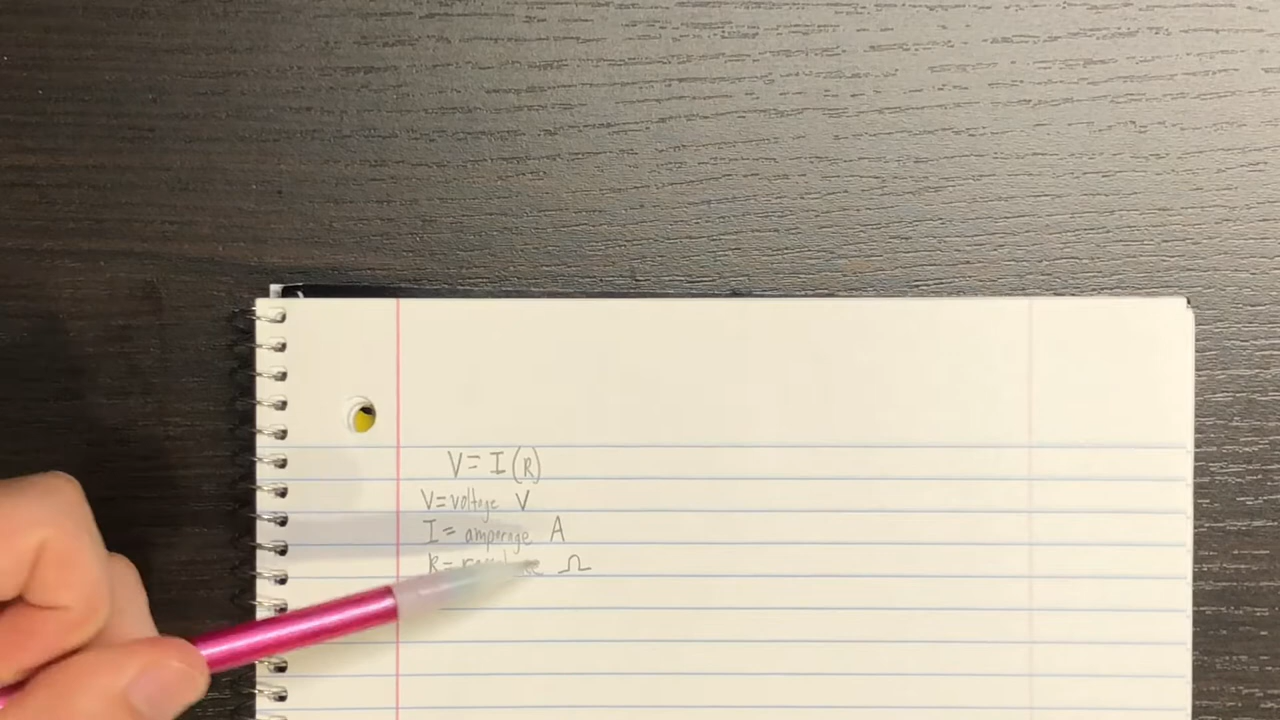 V = I(R)
V = voltage V
I = amperage A
R = Ω